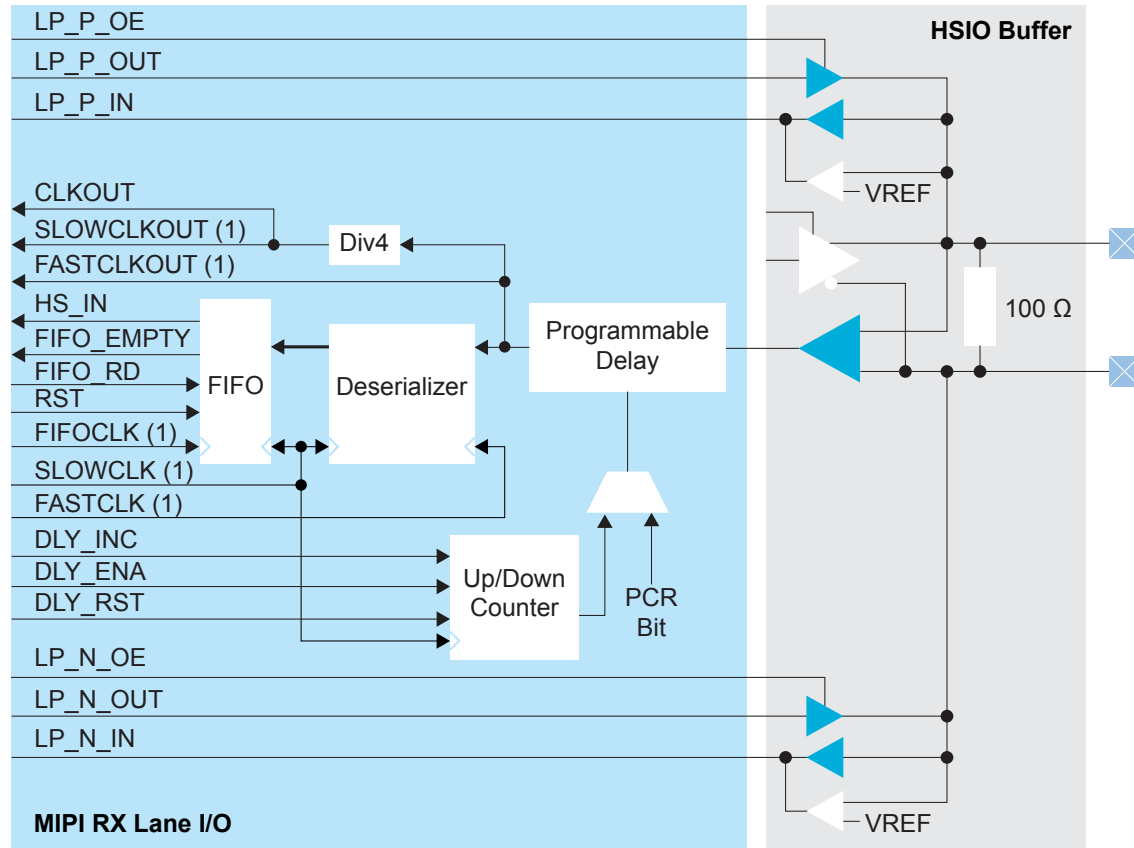 LP_P_OE
HSIO Buffer
LP_P_OUT
LP_P_IN
VREF
CLKOUT
SLOWCLKOUT (1)
Div4
FASTCLKOUT (1)
HS_IN
FIFO_EMPTY
FIFO_RD
RST
FIFOCLK (1)
SLOWCLK (1)
FASTCLK (1)
FIFO
Deserializer
Programmable
Delay
100 Ω
DLY_INC
DLY_ENA
DLY_RST
Up/Down
Counter
PCR
Bit
LP_N_OE
LP_N_OUT
LP_N_IN
VREF
MIPI RX Lane I/O